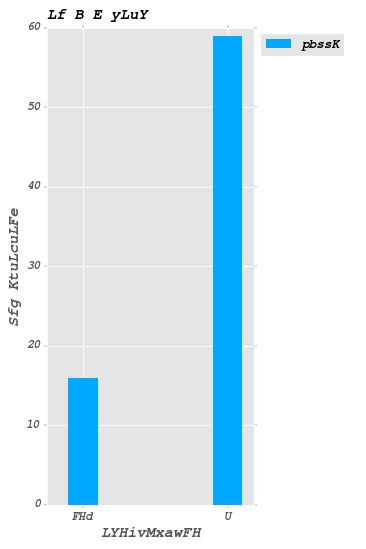 Lf B E yLuY
pbssK
60
50
40
30
20
10
0
Sfg KtuLcuLFe
FHd U
LYHivMxawFH